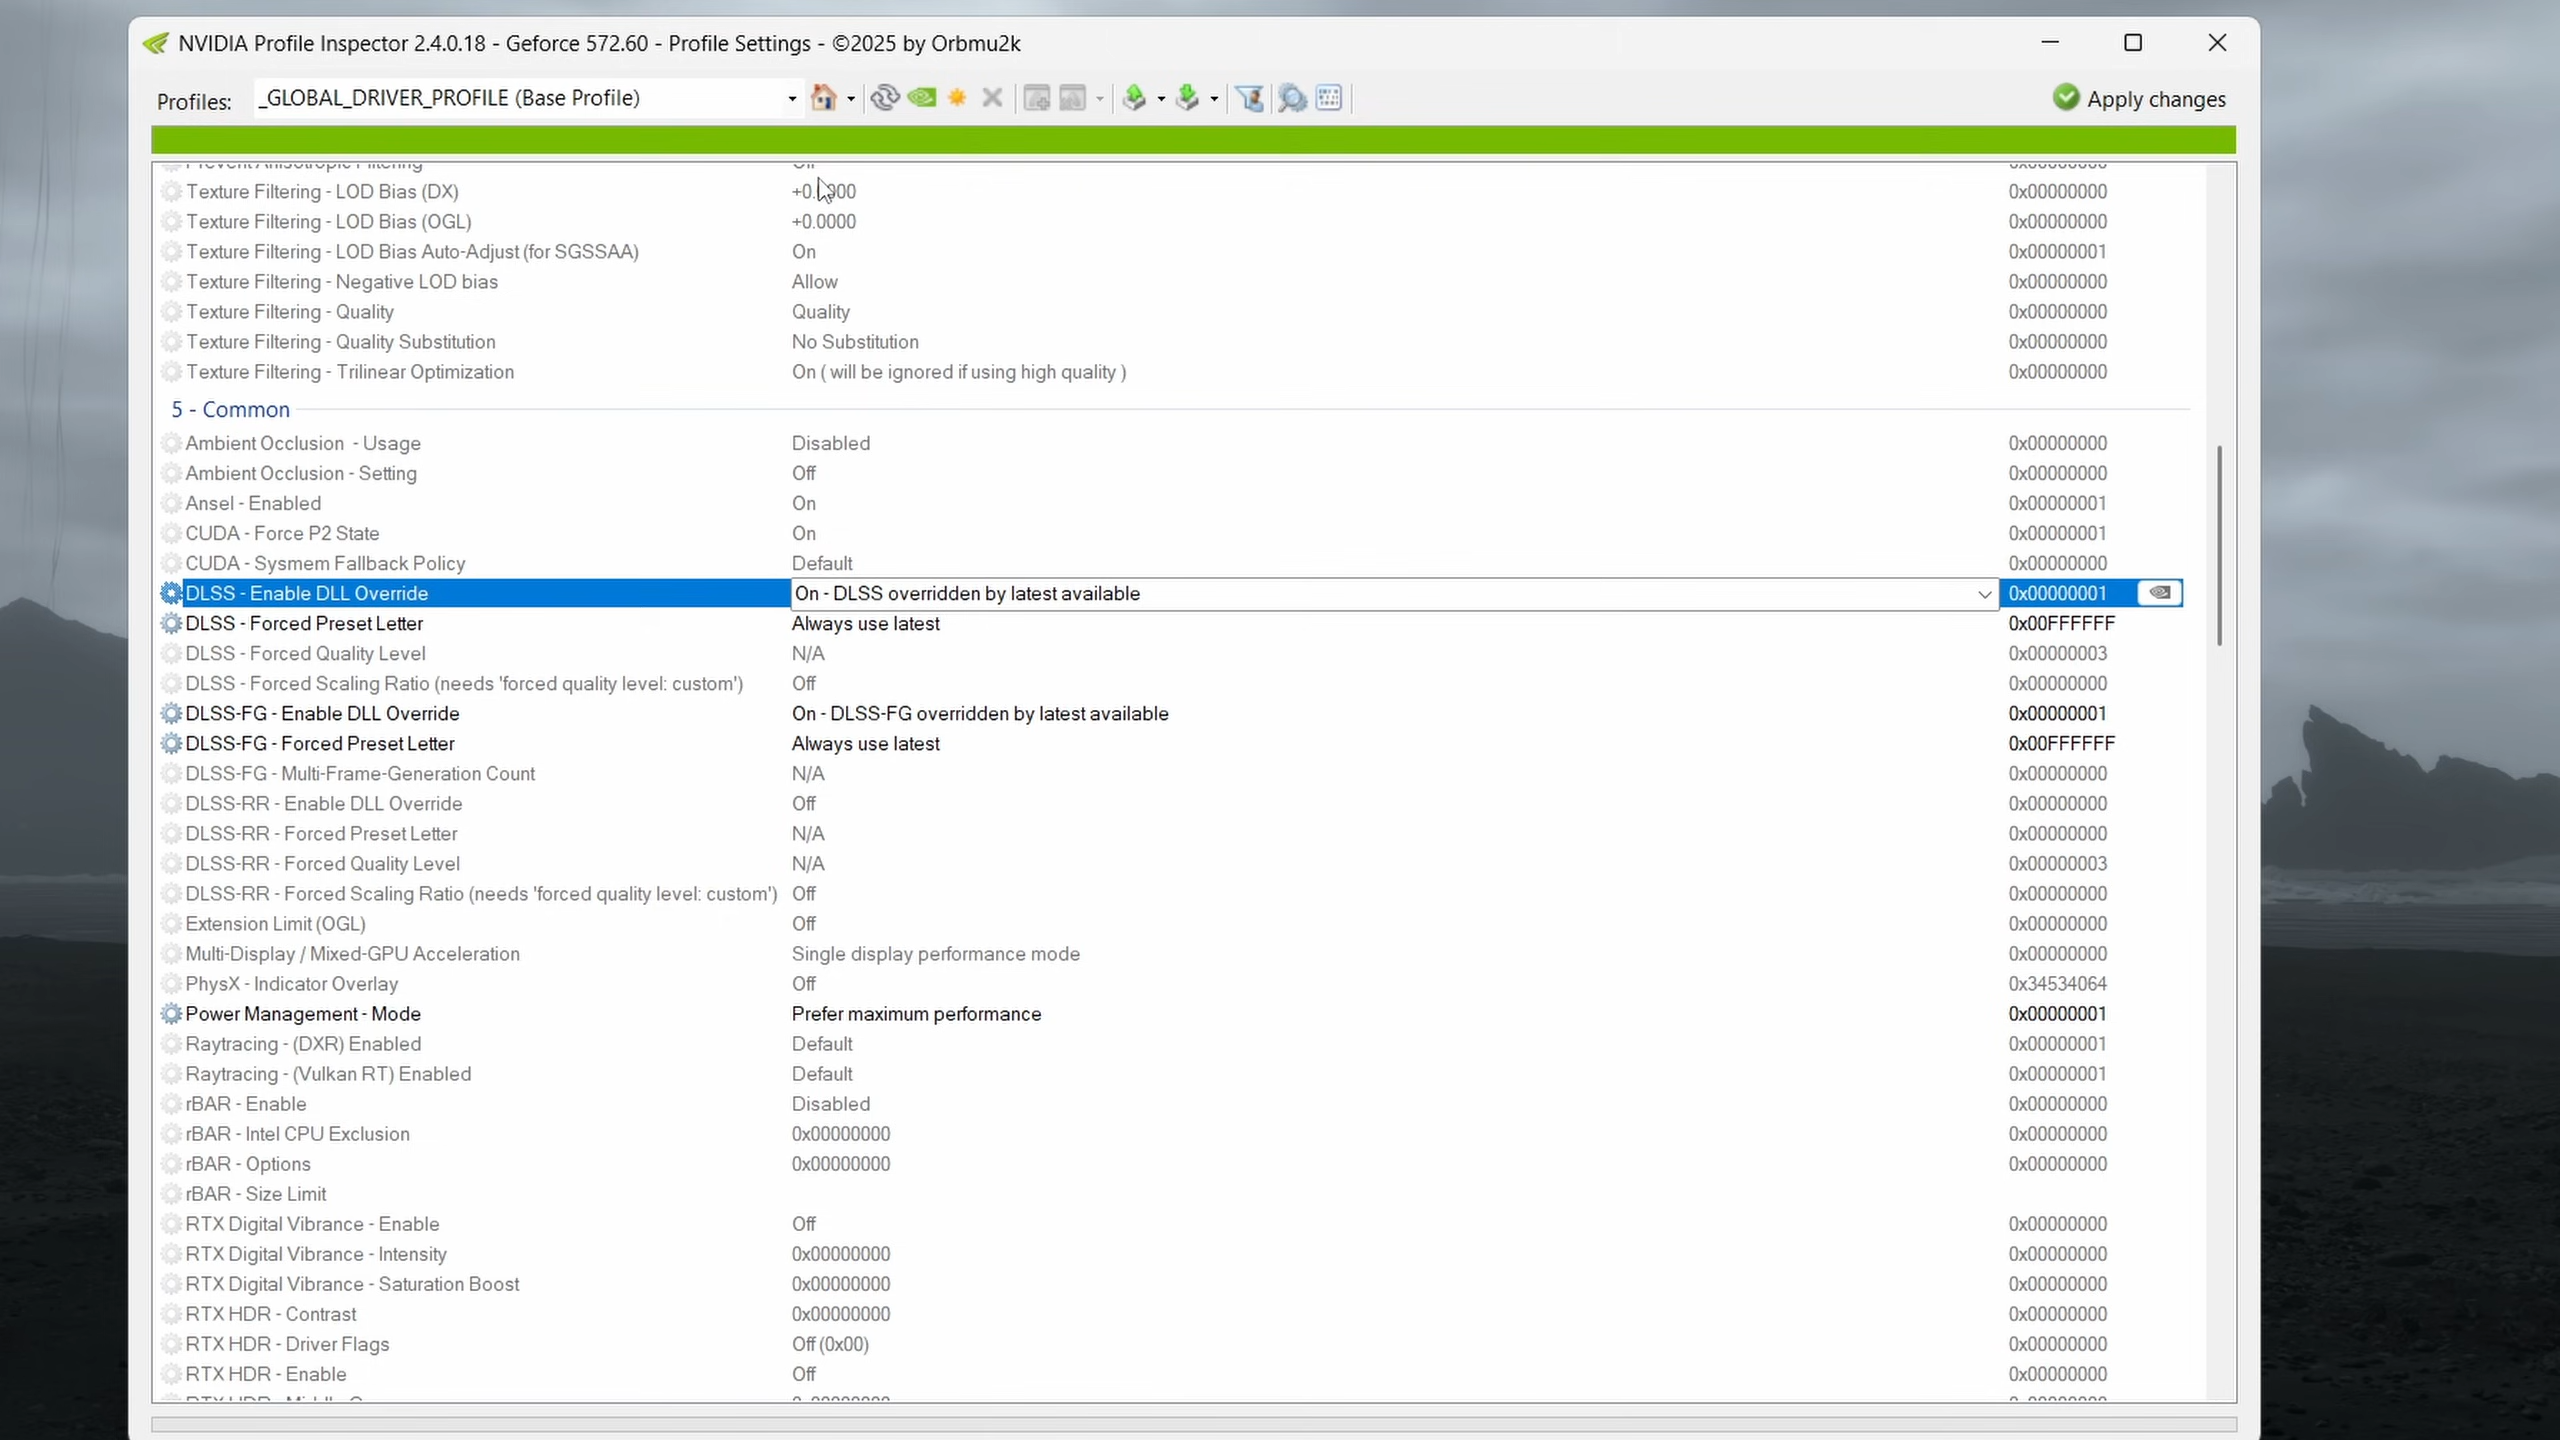 NVIDIA Profile Inspector 2.4.0.18 - Geforce 572.60 - Profile Settings - ©2025 by Orbmu2k
Profiles: _GLOBAL_DRIVER_PROFILE (Base Profile) Apply changes
Prevent Anisotropic Filtering Off 0x00000000
Texture Filtering - LOD Bias (DX) +0.0000 0x00000000
Texture Filtering - LOD Bias (OGL) +0.0000 0x00000000
Texture Filtering - LOD Bias Auto-Adjust (for SGSSAA) On 0x00000001
Texture Filtering - Negative LOD bias Allow 0x00000000
Texture Filtering - Quality Quality 0x00000000
Texture Filtering - Quality Substitution No Substitution 0x00000000
Texture Filtering - Trilinear Optimization On ( will be ignored if using high quality ) 0x00000000
5 - Common
Ambient Occlusion - Usage Disabled 0x00000000
Ambient Occlusion - Setting Off 0x00000000
Ansel - Enabled On 0x00000001
CUDA - Force P2 State On 0x00000001
CUDA - Sysmem Fallback Policy Default 0x00000000
DLSS - Enable DLL Override On - DLSS overridden by latest available 0x00000001
DLSS - Forced Preset Letter Always use latest 0x00FFFFFF
DLSS - Forced Quality Level N/A 0x00000003
DLSS - Forced Scaling Ratio (needs 'forced quality level: custom') Off 0x00000000
DLSS-FG - Enable DLL Override On - DLSS-FG overridden by latest available 0x00000001
DLSS-FG - Forced Preset Letter Always use latest 0x00FFFFFF
DLSS-FG - Multi-Frame-Generation Count N/A 0x00000000
DLSS-RR - Enable DLL Override Off 0x00000000
DLSS-RR - Forced Preset Letter N/A 0x00000000
DLSS-RR - Forced Quality Level N/A 0x00000003
DLSS-RR - Forced Scaling Ratio (needs 'forced quality level: custom') Off 0x00000000
Extension Limit (OGL) Off 0x00000000
Multi-Display / Mixed-GPU Acceleration Single display performance mode 0x00000000
PhysX - Indicator Overlay Off 0x34534064
Power Management - Mode Prefer maximum performance 0x00000001
Raytracing - (DXR) Enabled Default 0x00000001
Raytracing - (Vulkan RT) Enabled Default 0x00000001
rBAR - Enable Disabled 0x00000000
rBAR - Intel CPU Exclusion 0x00000000 0x00000000
rBAR - Options 0x00000000 0x00000000
rBAR - Size Limit
RTX Digital Vibrance - Enable Off 0x00000000
RTX Digital Vibrance - Intensity 0x00000000 0x00000000
RTX Digital Vibrance - Saturation Boost 0x00000000 0x00000000
RTX HDR - Contrast 0x00000000 0x00000000
RTX HDR - Driver Flags Off (0x00) 0x00000000
RTX HDR - Enable Off 0x00000000